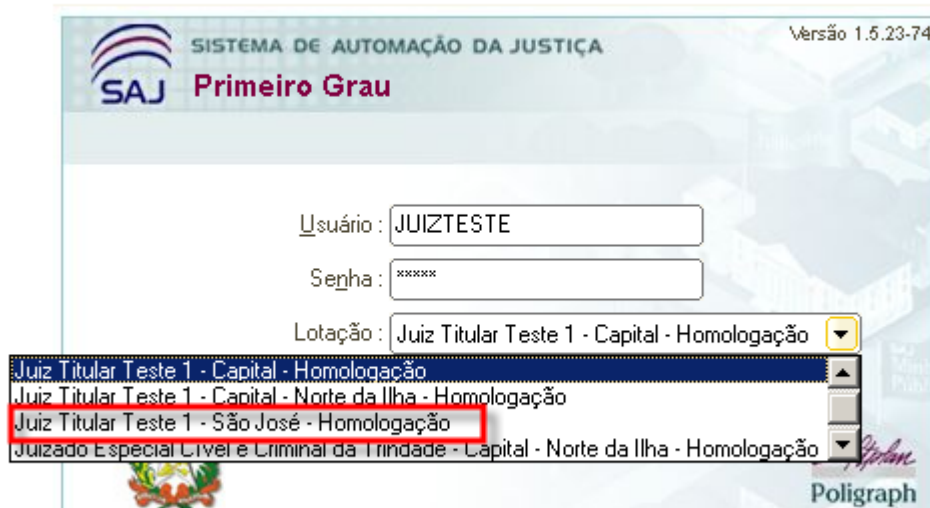 SISTEMA DE AUTOMAÇÃO DA JUSTIÇA
Versão 1.5.23-74
SAJ
Primeiro Grau
Usuário : JUIZTESTE
Senha : *****
Lotação : Juiz Titular Teste 1 - Capital - Homologação
Juiz Titular Teste 1 - Capital - Homologação
Juiz Titular Teste 1 - Capital - Norte da Ilha - Homologação
Juiz Titular Teste 1 - São José - Homologação
Juizado Especial Cível e Criminal da Trindade - Capital - Norte da Ilha - Homologação
Poligraph